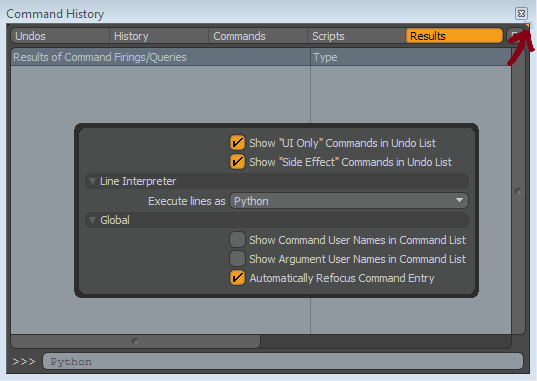 Command History
Undos History Commands Scripts Results
Results of Command Firings/Queries Type
Show "UI Only" Commands in Undo List
Show "Side Effect" Commands in Undo List
Line Interpreter
Execute lines as Python
Global
Show Command User Names in Command List
Show Argument User Names in Command List
Automatically Refocus Command Entry
>>> Python